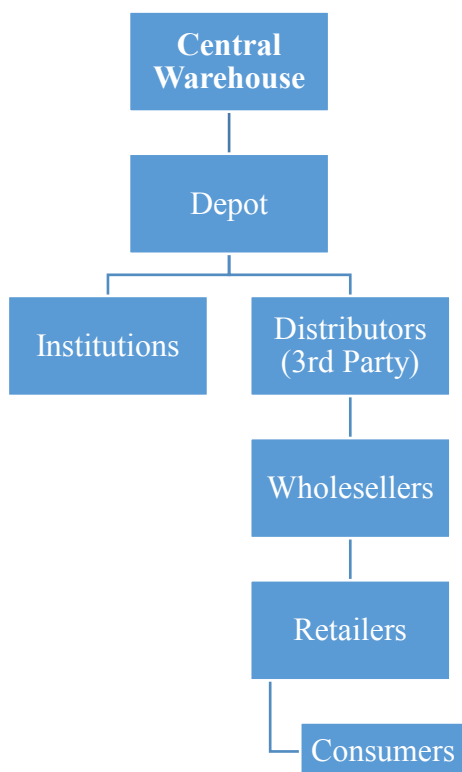 Central
Warehouse
Depot
Institutions
Distributors
(3rd Party)
Wholesellers
Retailers
Consumers